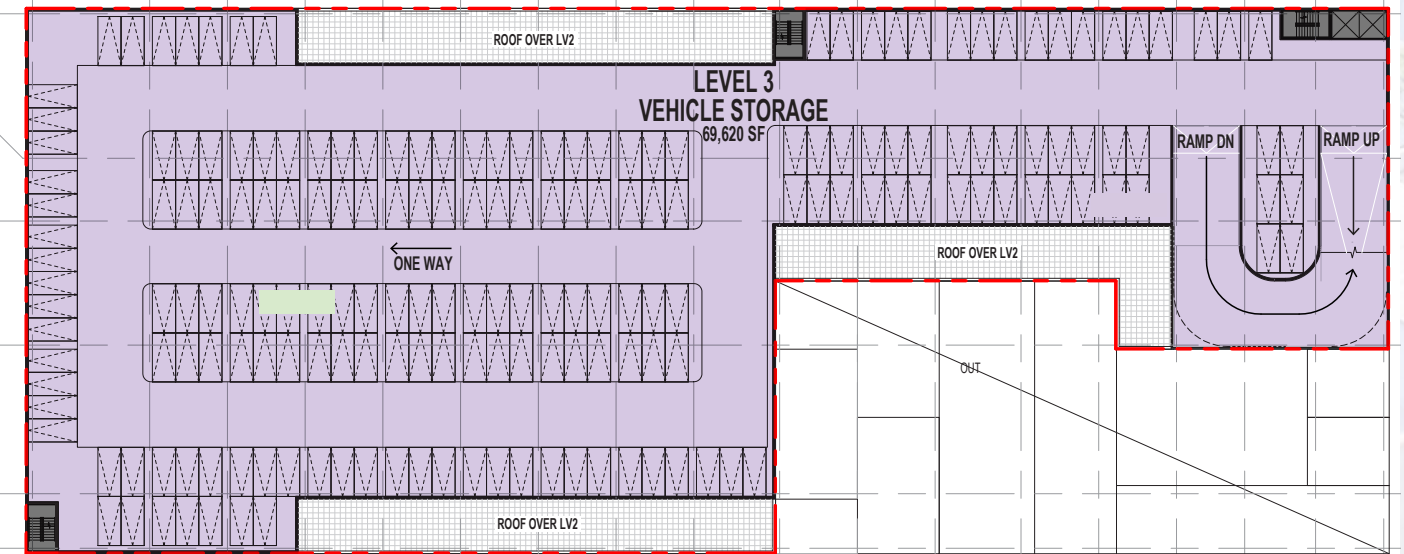 ROOF OVER LV2
LEVEL 3
VEHICLE STORAGE
69,620 SF
RAMP DN
RAMP UP
ONE WAY
ROOF OVER LV2
OUT
ROOF OVER LV2